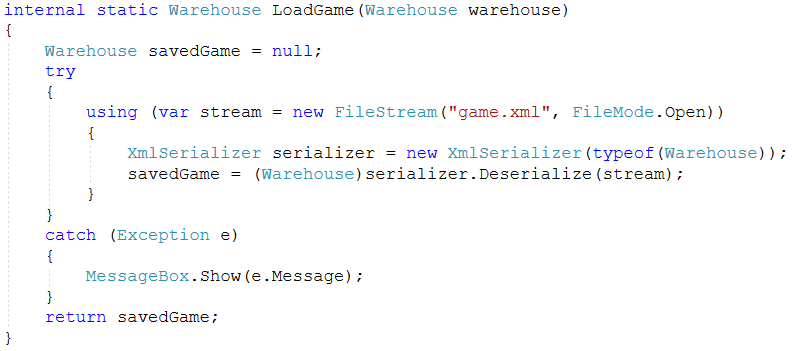 internal static Warehouse LoadGame(Warehouse warehouse)
{
    Warehouse savedGame = null;
    try
    {
        using (var stream = new FileStream("game.xml", FileMode.Open))
        {
            XmlSerializer serializer = new XmlSerializer(typeof(Warehouse));
            savedGame = (Warehouse)serializer.Deserialize(stream);
        }
    }
    catch (Exception e)
    {
        MessageBox.Show(e.Message);
    }
    return savedGame;
}